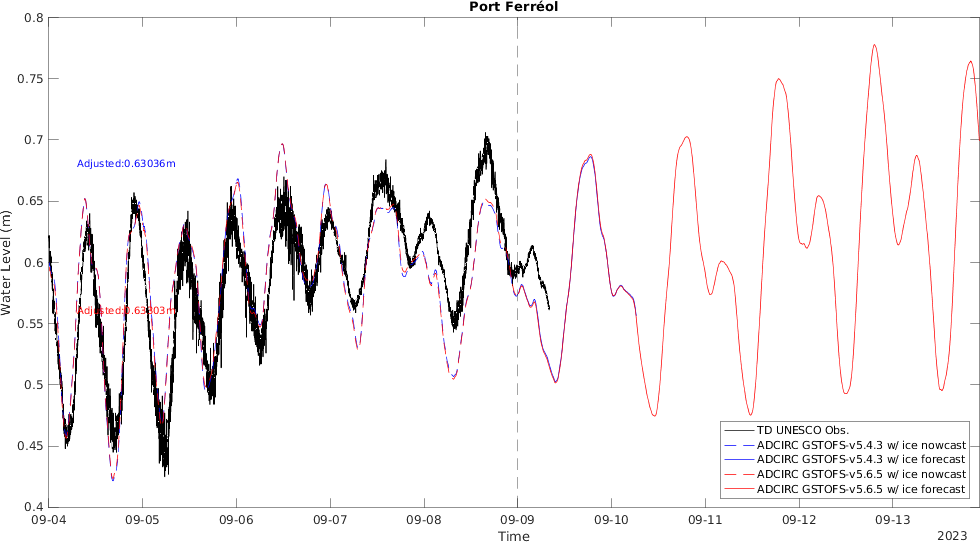 Port Ferréol
0.8
0.75
0.7
0.65
0.6
0.55
0.5
0.45
0.4
Water Level (m)
Adjusted:0.63036m
Adjusted:0.63303m
TD UNESCO Obs.
ADCIRC GSTOFS-v5.4.3 w/ ice nowcast
ADCIRC GSTOFS-v5.4.3 w/ ice forecast
ADCIRC GSTOFS-v5.6.5 w/ ice nowcast
ADCIRC GSTOFS-v5.6.5 w/ ice forecast
09-04 09-05 09-06 09-07 09-08 09-09 09-10 09-11 09-12 09-13
Time
2023